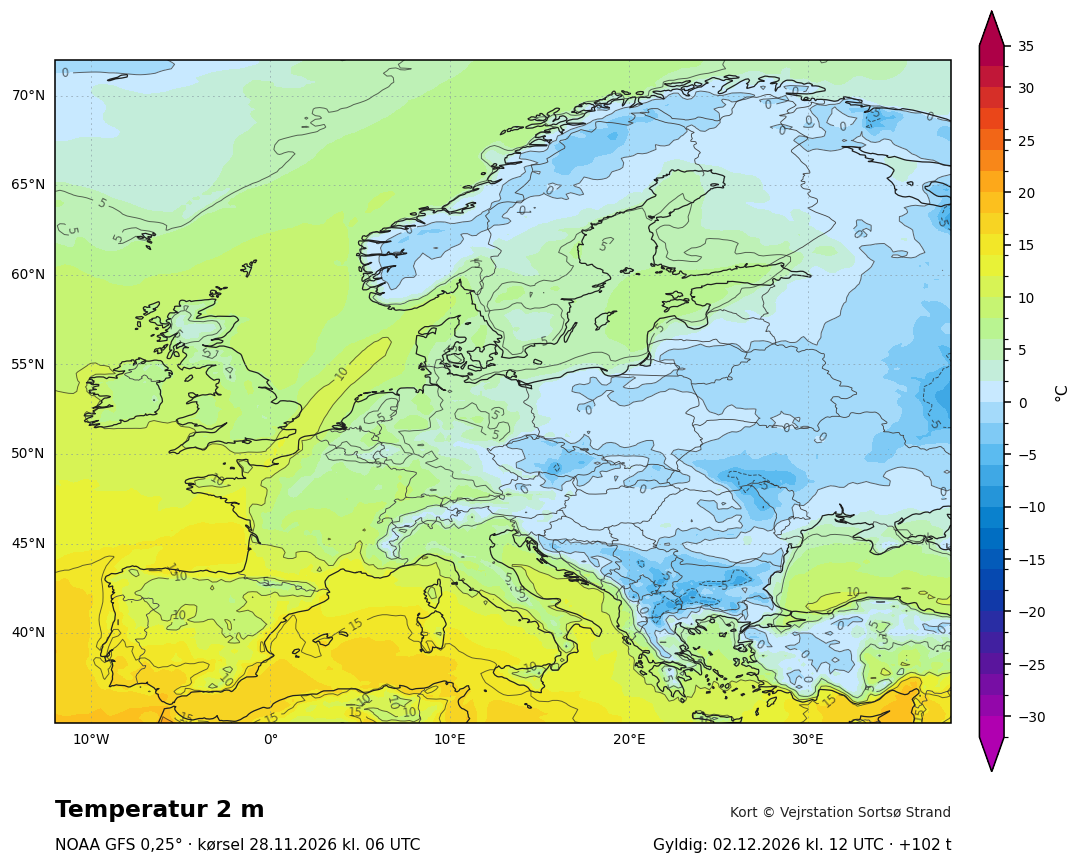 70°N
65°N
60°N
55°N
50°N
45°N
40°N
10°W 0° 10°E 20°E 30°E
35
30
25
20
15
10
5
0
−5
−10
−15
−20
−25
−30
°C
Temperatur 2 m
Kort © Vejrstation Sortsø Strand
NOAA GFS 0,25° · kørsel 28.11.2026 kl. 06 UTC
Gyldig: 02.12.2026 kl. 12 UTC · +102 t